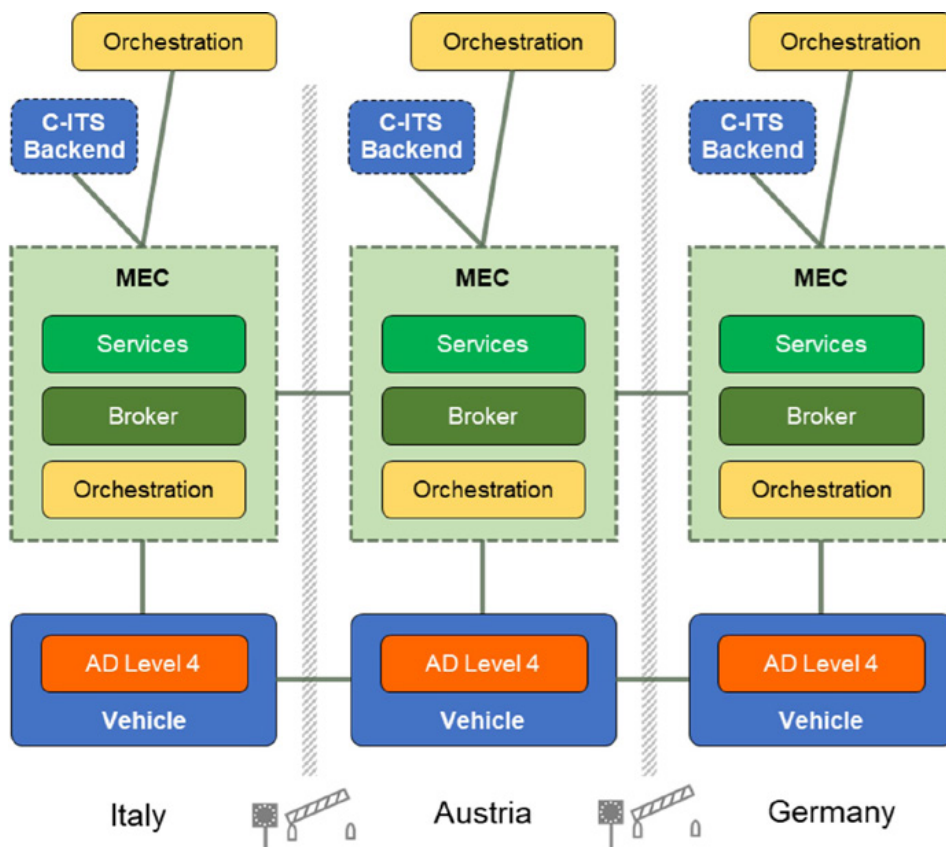 Orchestration
Orchestration
Orchestration
C-ITS
Backend
C-ITS
Backend
C-ITS
Backend
MEC
MEC
MEC
Services
Services
Services
Broker
Broker
Broker
Orchestration
Orchestration
Orchestration
AD Level 4
AD Level 4
AD Level 4
Vehicle
Vehicle
Vehicle
Italy
Austria
Germany